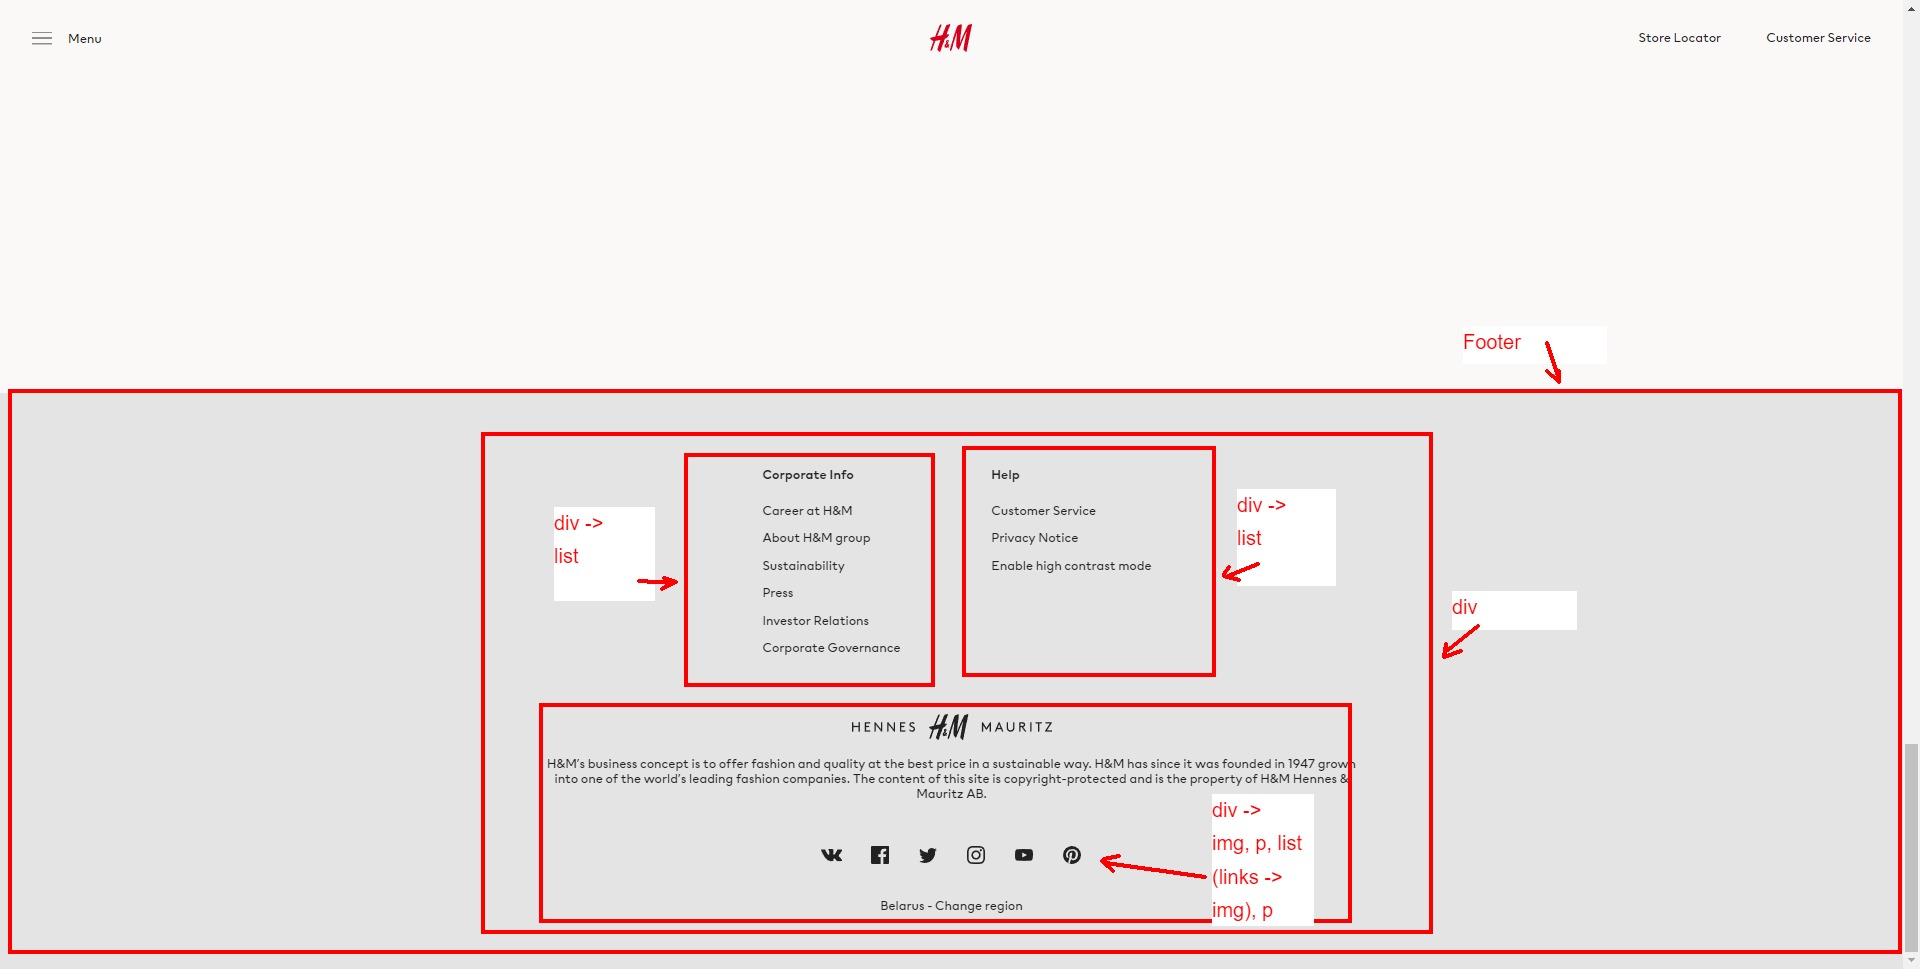 Menu
H&M
Store Locator
Customer Service
Footer
Corporate Info
Career at H&M
About H&M group
Sustainability
Press
Investor Relations
Corporate Governance
Help
Customer Service
Privacy Notice
Enable high contrast mode
div ->
list
div ->
list
div
HENNES H&M MAURITZ
H&M’s business concept is to offer fashion and quality at the best price in a sustainable way. H&M has since it was founded in 1947 grown
into one of the world’s leading fashion companies. The content of this site is copyright-protected and is the property of H&M Hennes &
Mauritz AB.
div ->
img, p, list
(links ->
img), p
Belarus - Change region